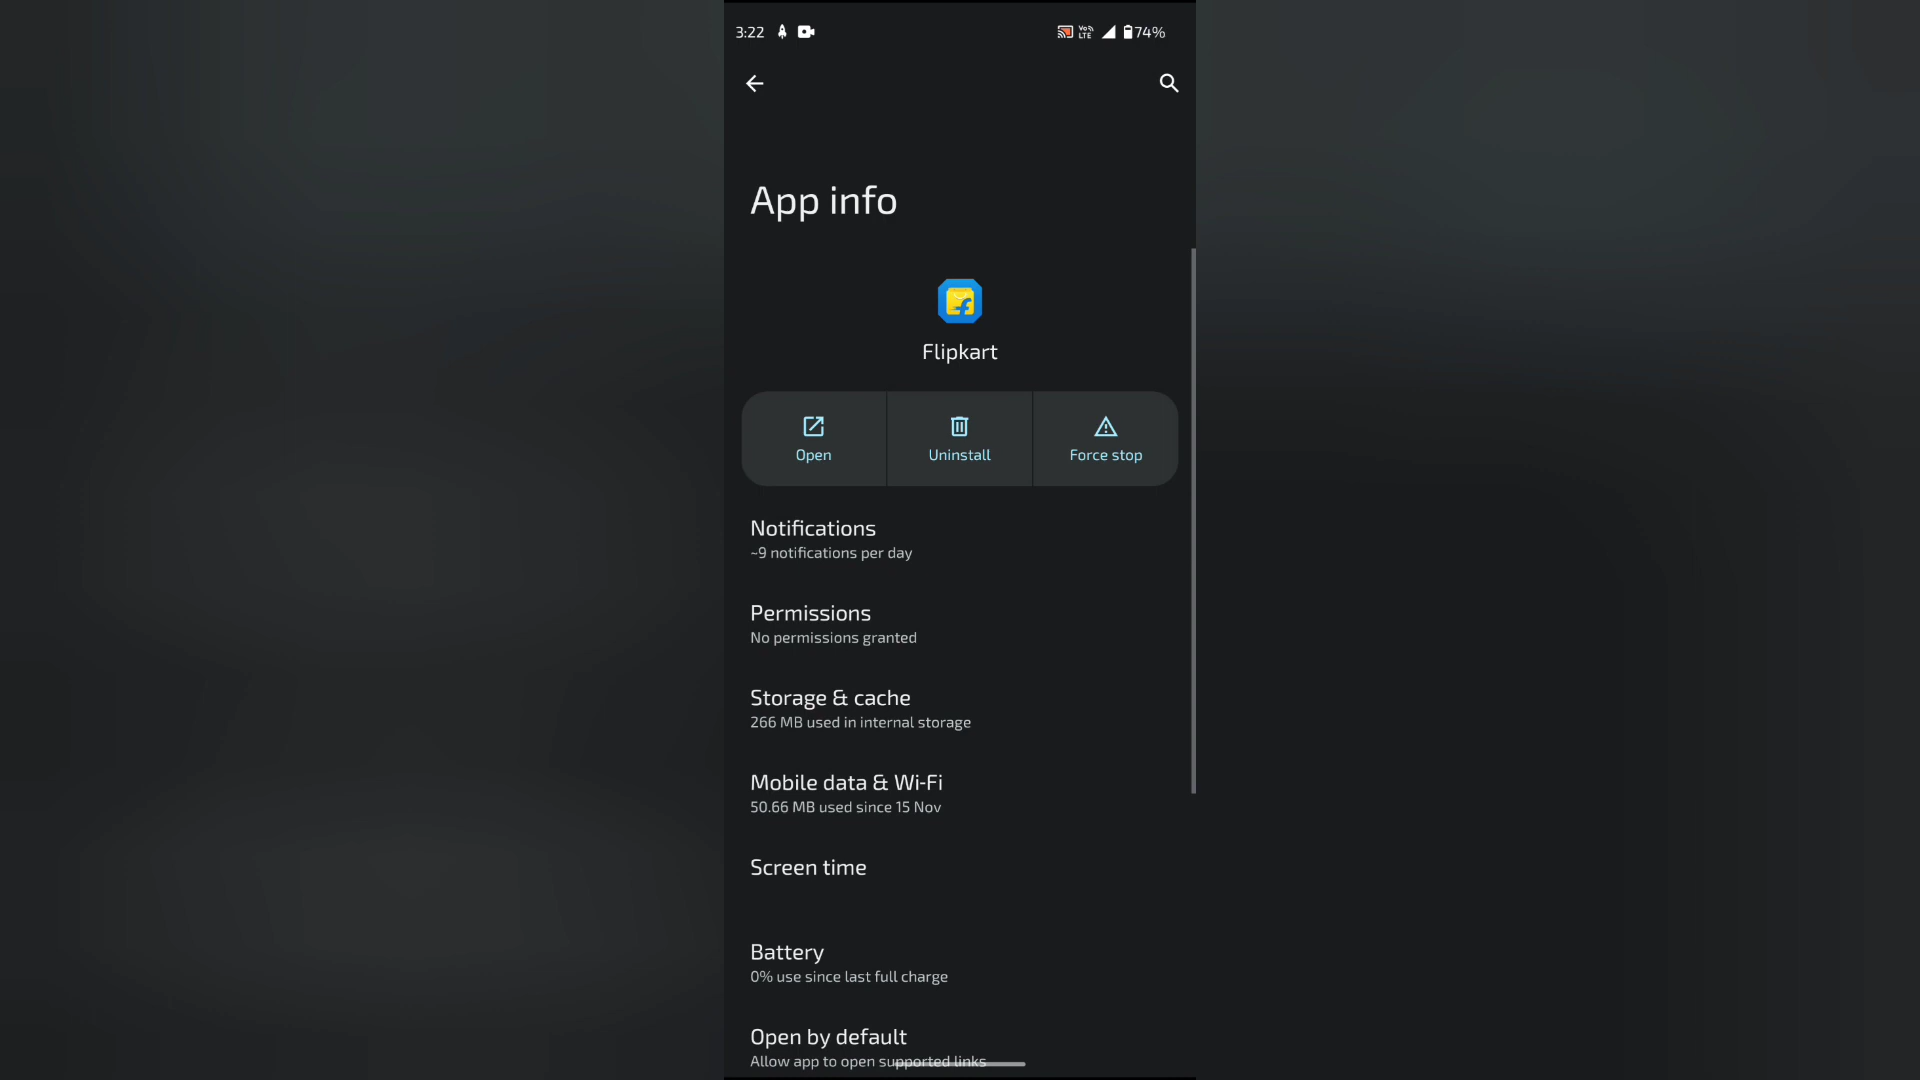 3:22
Vo))
LTE
74%
App info
Flipkart
Open
Uninstall
Force stop
Notifications
~9 notifications per day
Permissions
No permissions granted
Storage & cache
266 MB used in internal storage
Mobile data & Wi-Fi
50.66 MB used since 15 Nov
Screen time
Battery
0% use since last full charge
Open by default
Allow app to open supported links